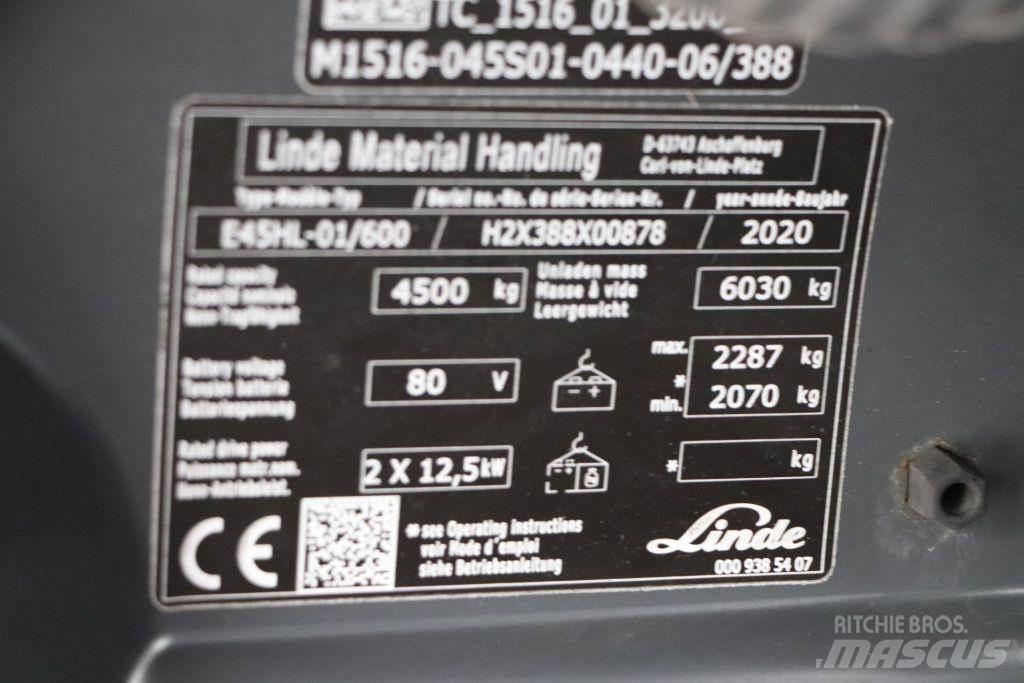 TC_1516_01_3200
M1516-045S01-0440-06/388
Linde Material Handling
D-63743 Aschaffenburg
Carl-von-Linde-Platz
Type-Modèle-Typ / Serial no.-No. de série-Serien-Nr. / year-année-Baujahr
E45HL-01/600 / H2X388X00878 / 2020
Rated capacity
Capacité nominale
Nenn-Tragfähigkeit
4500 kg
Unladen mass
Masse à vide
Leergewicht
6030 kg
Battery voltage
Tension batterie
Batteriespannung
80 V
- +
max. 2287 kg
*
min. 2070 kg
Rated drive power
Puissance motr.nom.
Nenn-Antriebsleist.
2 X 12,5 kW
* kg
CE
* see Operating instructions
voir Mode d'emploi
siehe Betriebsanleitung
Linde
000 938 54 07
RITCHIE BROS.
MASCUS